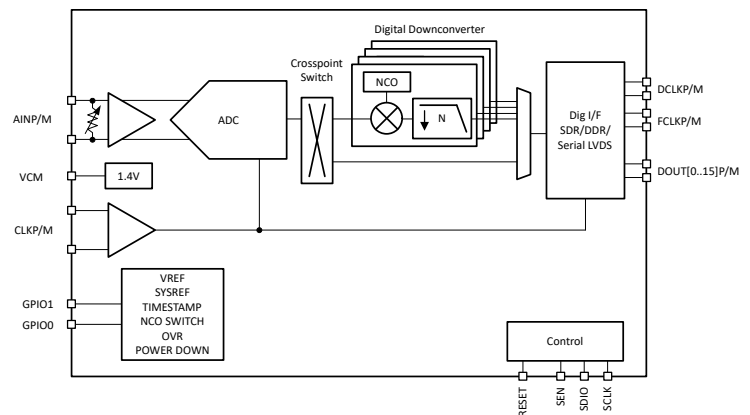 Digital Downconverter
Crosspoint
Switch
NCO
N
AINP/M
ADC
Dig I/F
SDR/DDR/
Serial LVDS
DCLKP/M
FCLKP/M
DOUT[0..15]P/M
VCM
1.4V
CLKP/M
GPIO1
GPIO0
VREF
SYSREF
TIMESTAMP
NCO SWITCH
OVR
POWER DOWN
Control
RESET
SEN
SDIO
SCLK